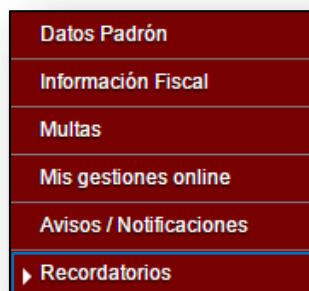 Datos Padrón
Información Fiscal
Multas
Mis gestiones online
Avisos / Notificaciones
Recordatorios